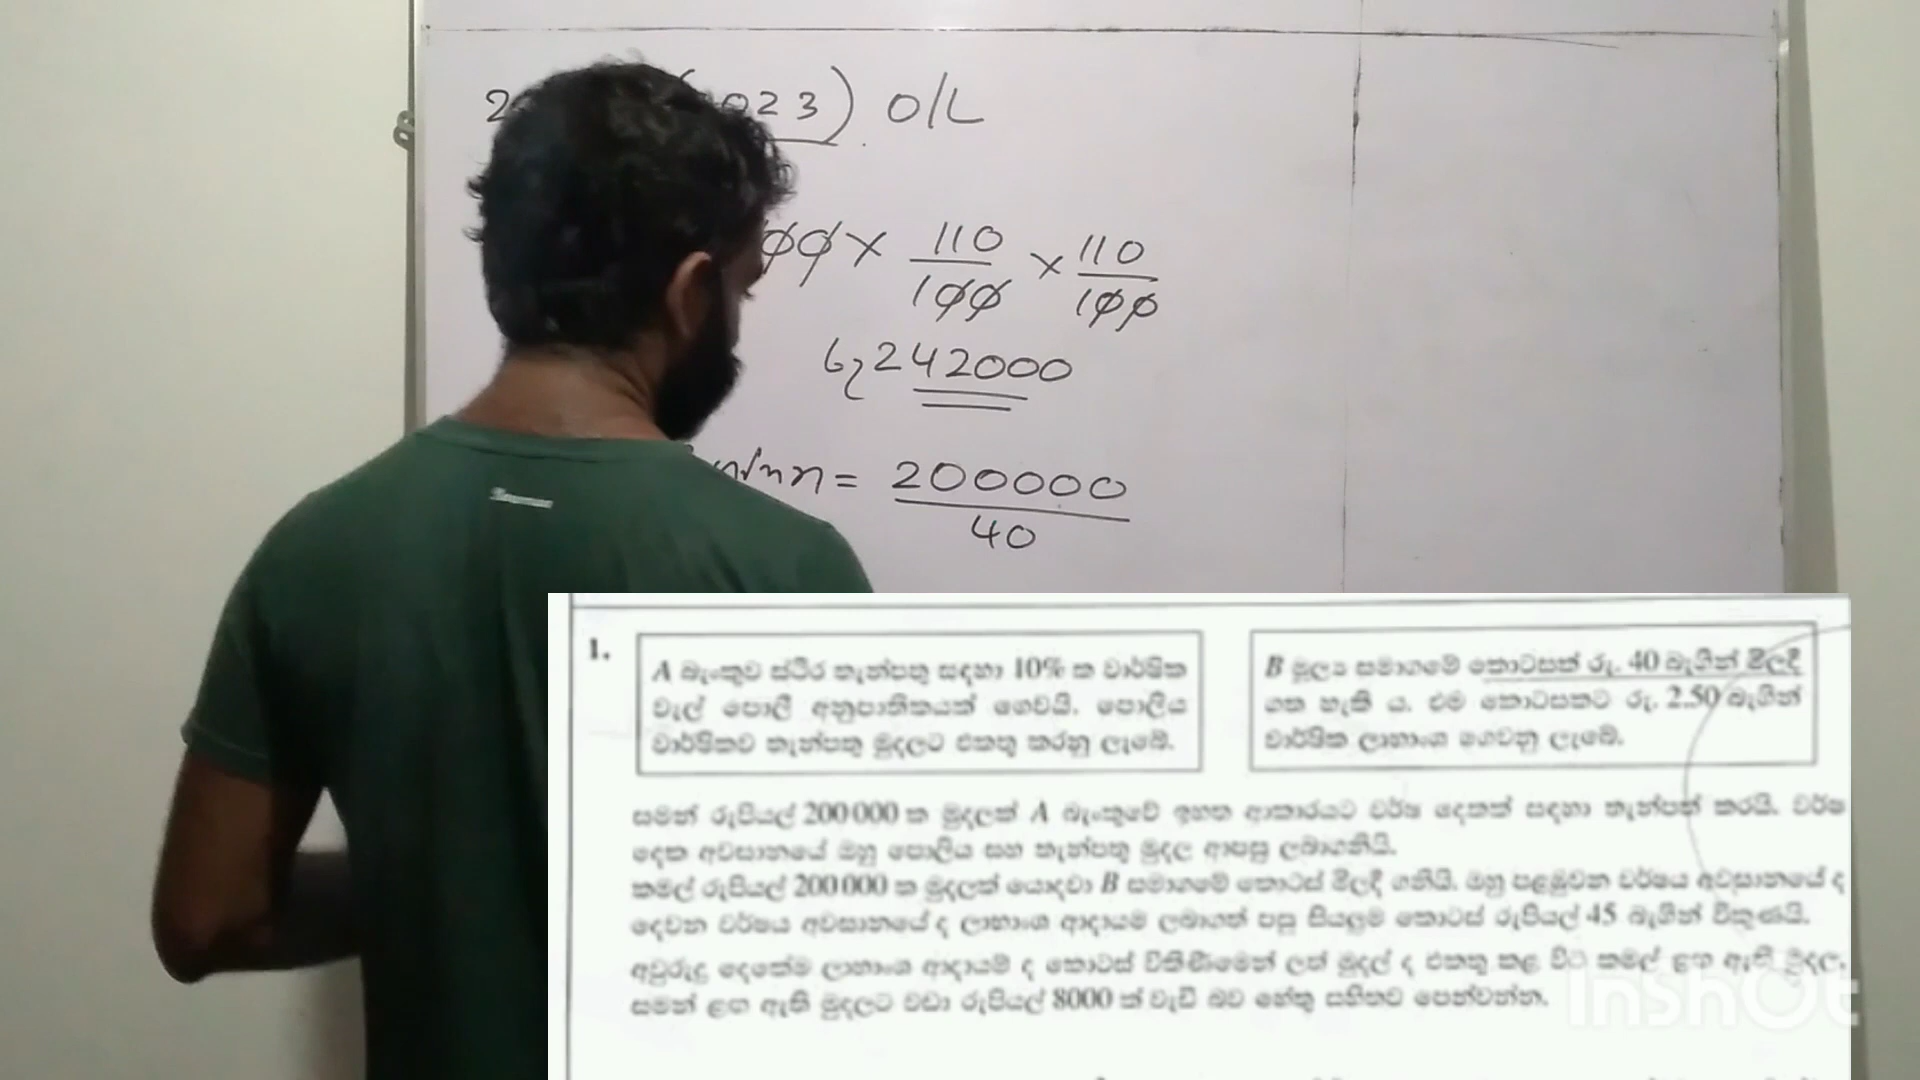 2 023) O/L
00 × 110/100 × 110/100
රු 242000
= 200000/40
1.
A බැංකුව ස්ථිර තැන්පතු සඳහා 10% ක වාර්ෂික
වැල් පොලී අනුපාතිකයක් ගෙවයි. පොලිය
වාර්ෂිකව තැන්පතු මුදලට එකතු කරනු ලැබේ.
B මූල්‍ය සමාගමේ කොටසක් රු. 40 බැගින් මිලදී
ගත හැකි ය. එම කොටසකට රු. 2.50 බැගින්
වාර්ෂික ලාභාංශ ගෙවනු ලැබේ.
සමන් රුපියල් 200 000 ක මුදලක් A බැංකුවේ ඉහත ආකාරයට වර්ෂ දෙකක් සඳහා තැන්පත් කරයි. වර්ෂ
දෙක අවසානයේ ඔහු පොලිය සහ තැන්පතු මුදල ආපසු ලබාගනියි.
කමල් රුපියල් 200 000 ක මුදලක් යොදවා B සමාගමේ කොටස් මිලදී ගනියි. ඔහු පළමුවන වර්ෂය අවසානයේ ද
දෙවන වර්ෂය අවසානයේ ද ලාභාංශ ආදායම ලබාගත් පසු සියලුම කොටස් රුපියල් 45 බැගින් විකුණයි.
අවුරුදු දෙකේම ලාභාංශ ආදායම් ද කොටස් විකිණීමෙන් ලත් මුදල් ද එකතු කළ විට කමල් ළඟ ඇති මුදල,
සමන් ළඟ ඇති මුදලට වඩා රුපියල් 8000 ක් වැඩි බව හේතු සහිතව පෙන්වන්න.
InShOt